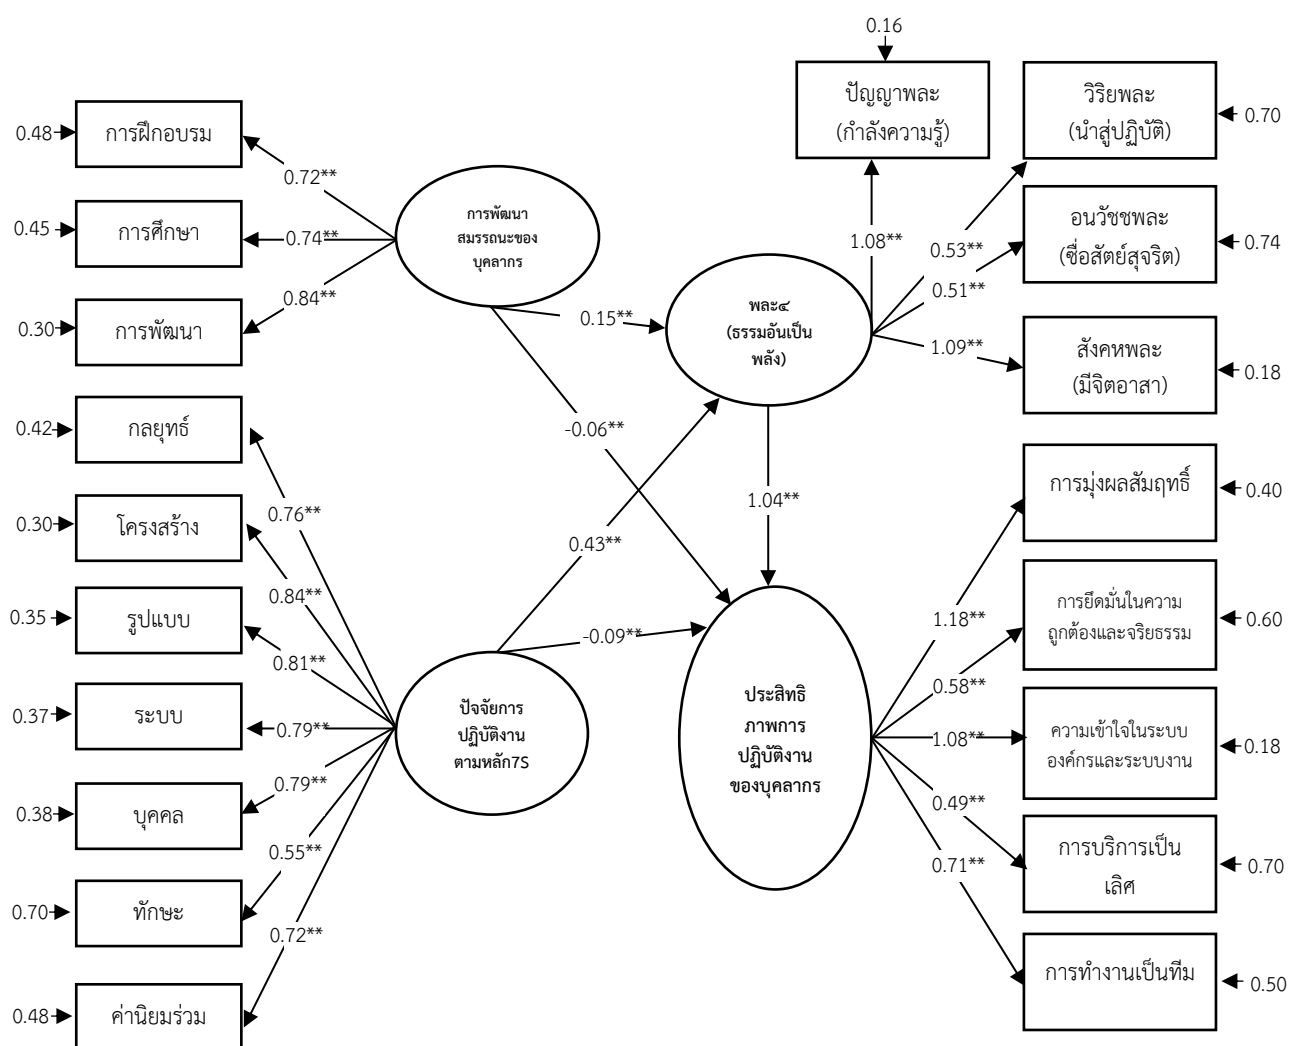 0.16
ปัญญาพละ
(กำลังความรู้)
วิริยพละ
(นำสู่ปฏิบัติ)
0.70
0.48
การฝึกอบรม
0.72**
0.45
การศึกษา
0.74**
0.30
การพัฒนา
0.84**
การพัฒนา
สมรรถนะของ
บุคลากร
1.08**
0.53**
อนวัชชพละ
(ซื่อสัตย์สุจริต)
0.74
0.51**
0.15**
พละ๔
(ธรรมอันเป็น
พลัง)
1.09**
สังคหพละ
(มีจิตอาสา)
0.18
-0.06**
0.43**
1.04**
-0.09**
0.42
กลยุทธ์
0.76**
0.30
โครงสร้าง
0.84**
0.35
รูปแบบ
0.81**
0.37
ระบบ
0.79**
0.38
บุคคล
0.79**
0.70
ทักษะ
0.55**
0.48
ค่านิยมร่วม
0.72**
ปัจจัยการ
ปฏิบัติงาน
ตามหลัก7S
ประสิทธิ
ภาพการ
ปฏิบัติงาน
ของบุคลากร
1.18**
การมุ่งผลสัมฤทธิ์
0.40
0.58**
การยึดมั่นในความ
ถูกต้องและจริยธรรม
0.60
1.08**
ความเข้าใจในระบบ
องค์กรและระบบงาน
0.18
0.49**
การบริการเป็น
เลิศ
0.70
0.71**
การทำงานเป็นทีม
0.50